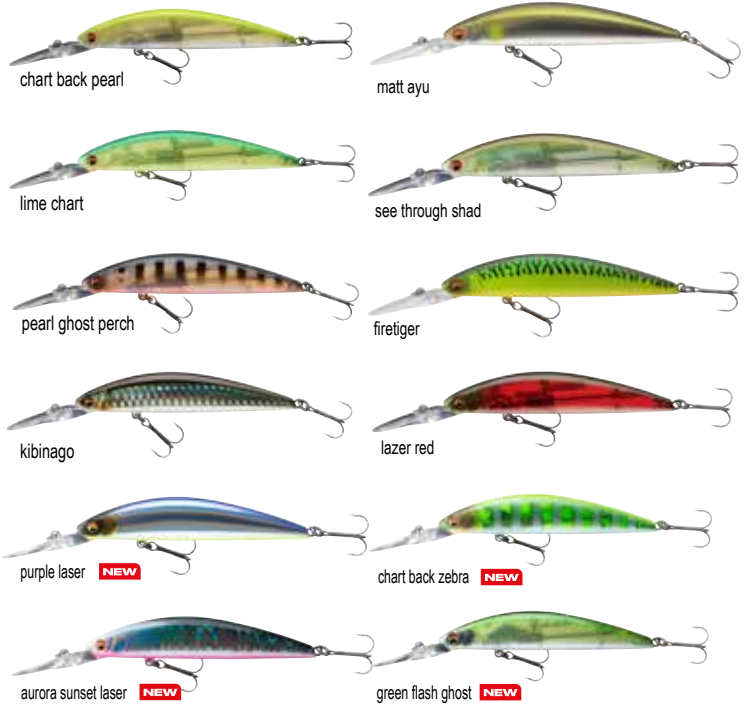 chart back pearl
matt ayu
lime chart
see through shad
pearl ghost perch
firetiger
kibinago
lazer red
purple laser NEW
chart back zebra NEW
aurora sunset laser NEW
green flash ghost NEW